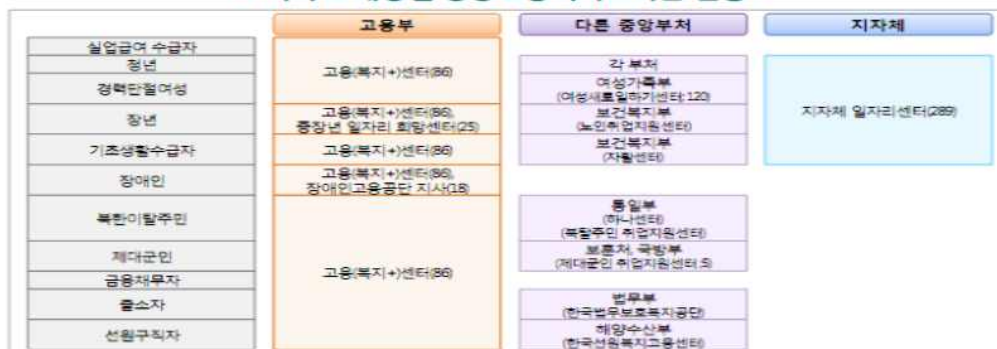 고용부 다른 중앙부처 지자체
실업급여 수급자
청년
경력단절여성
장년
기초생활수급자
장애인
북한이탈주민
제대군인
금융채무자
출소자
선원구직자
고용(복지+)센터(86)
고용(복지+)센터(86),
중장년 일자리 희망센터(25)
고용(복지+)센터(86)
고용(복지+)센터(86),
장애인고용공단 지사(18)
고용(복지+)센터(86)
각 부처
여성가족부
(여성새로일하기센터; 120)
보건복지부
(노인취업지원센터)
보건복지부
(자활센터)
통일부
(하나센터)
(북탈주민 취업지원센터)
보훈처, 국방부
(제대군인 취업지원센터;5)
법무부
(한국법무보호복지공단)
해양수산부
(한국선원복지고용센터)
지자체 일자리센터(289)